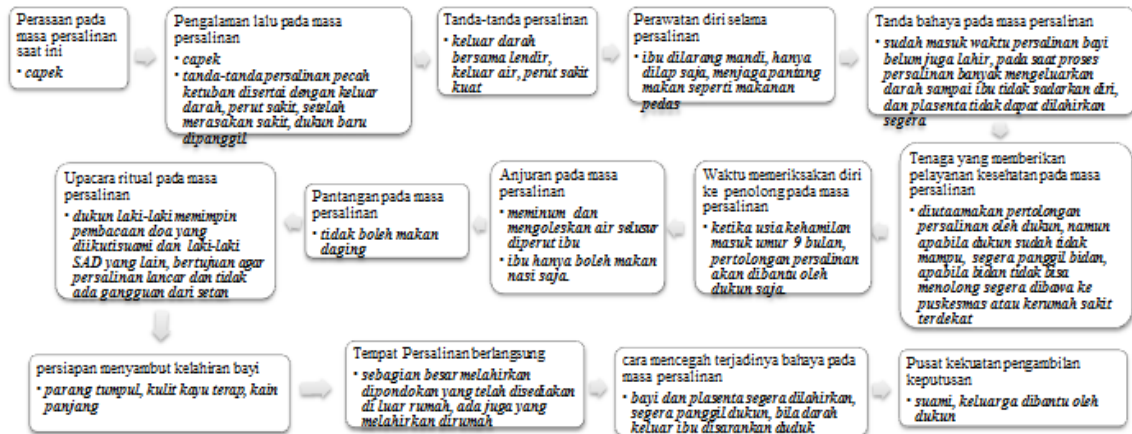 Perasaan pada
masa persalinan
saat ini
• capek
Pengalaman lalu pada masa
persalinan
• capek
• tanda-tanda persalinan pecah
ketuban disertai dengan keluar
darah, perut sakit, setelah
merasakan sakit, dukun baru
dipanggil
Tanda-tanda persalinan
• keluar darah
bersama lendir,
keluar air, perut sakit
kuat
Perawatan diri selama
persalinan
• ibu dilarang mandi, hanya
dilap saja, menjaga pantang
makan seperti makanan
pedas
Tanda bahaya pada masa persalinan
• sudah masuk waktu persalinan bayi
belum juga lahir, pada saat proses
persalinan banyak mengeluarkan
darah sampai ibu tidak sadarkan diri,
dan plasenta tidak dapat dilahirkan
segera
Tenaga yang memberikan
pelayanan kesehatan pada masa
persalinan
• diutaamakan pertolongan
persalinan oleh dukun, namun
apabila dukun sudah tidak
mampu, segera panggil bidan,
apabila bidan tidak bisa
menolong segera dibawa ke
puskesmas atau kerumah sakit
terdekat
Waktu memeriksakan diri
ke penolong pada masa
persalinan
• ketika usia kehamilan
masuk umur 9 bulan,
pertolongan persalinan
akan dibantu oleh
dukun saja.
Anjuran pada masa
persalinan
• meminum dan
mengoleskan air selusur
diperut ibu
• ibu hanya boleh makan
nasi saja.
Pantangan pada masa
persalinan
• tidak boleh makan
daging
Upacara ritual pada masa
persalinan
• dukun laki-laki memimpin
pembacaan doa yang
diikutisuami dan laki-laki
SAD yang lain, bertujuan agar
persalinan lancar dan tidak
ada gangguan dari setan
persiapan menyambut kelahiran bayi
• parang tumpul, kulit kayu terap, kain
panjang
Tempat Persalinan berlangsung
• sebagian besar melahirkan
dipondokan yang telah disediakan
di luar rumah, ada juga yang
melahirkan dirumah
cara mencegah terjadinya bahaya pada
masa persalinan
• bayi dan plasenta segera dilahirkan,
segera panggil dukun, bila darah
keluar ibu disarankan duduk
Pusat kekuatan pengambilan
keputusan
• suami, keluarga dibantu oleh
dukun